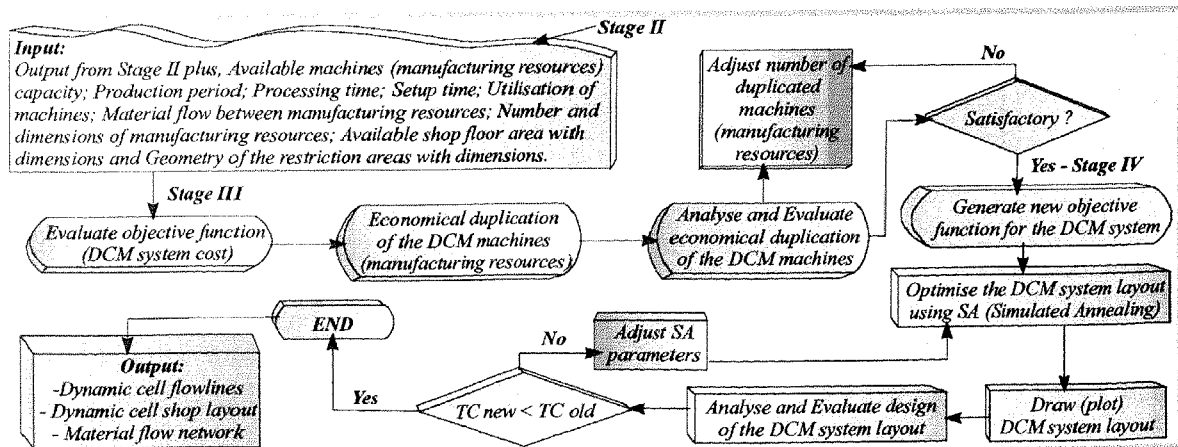 Stage II
Input:
Output from Stage II plus, Available machines (manufacturing resources)
capacity; Production period; Processing time; Setup time; Utilisation of
machines; Material flow between manufacturing resources; Number and
dimensions of manufacturing resources; Available shop floor area with
dimensions and Geometry of the restriction areas with dimensions.
Stage III
Evaluate objective function
(DCM system cost)
Economical duplication
of the DCM machines
(manufacturing resources)
Analyse and Evaluate
economical duplication
of the DCM machines
Adjust number of
duplicated
machines
(manufacturing
resources)
No
Satisfactory ?
Yes - Stage IV
Generate new objective
function for the DCM system
Optimise the DCM system layout
using SA (Simulated Annealing)
Draw (plot)
DCM system layout
Analyse and Evaluate design
of the DCM system layout
TC new < TC old
No
Adjust SA
parameters
Yes
END
Output:
-Dynamic cell flowlines
- Dynamic cell shop layout
- Material flow network